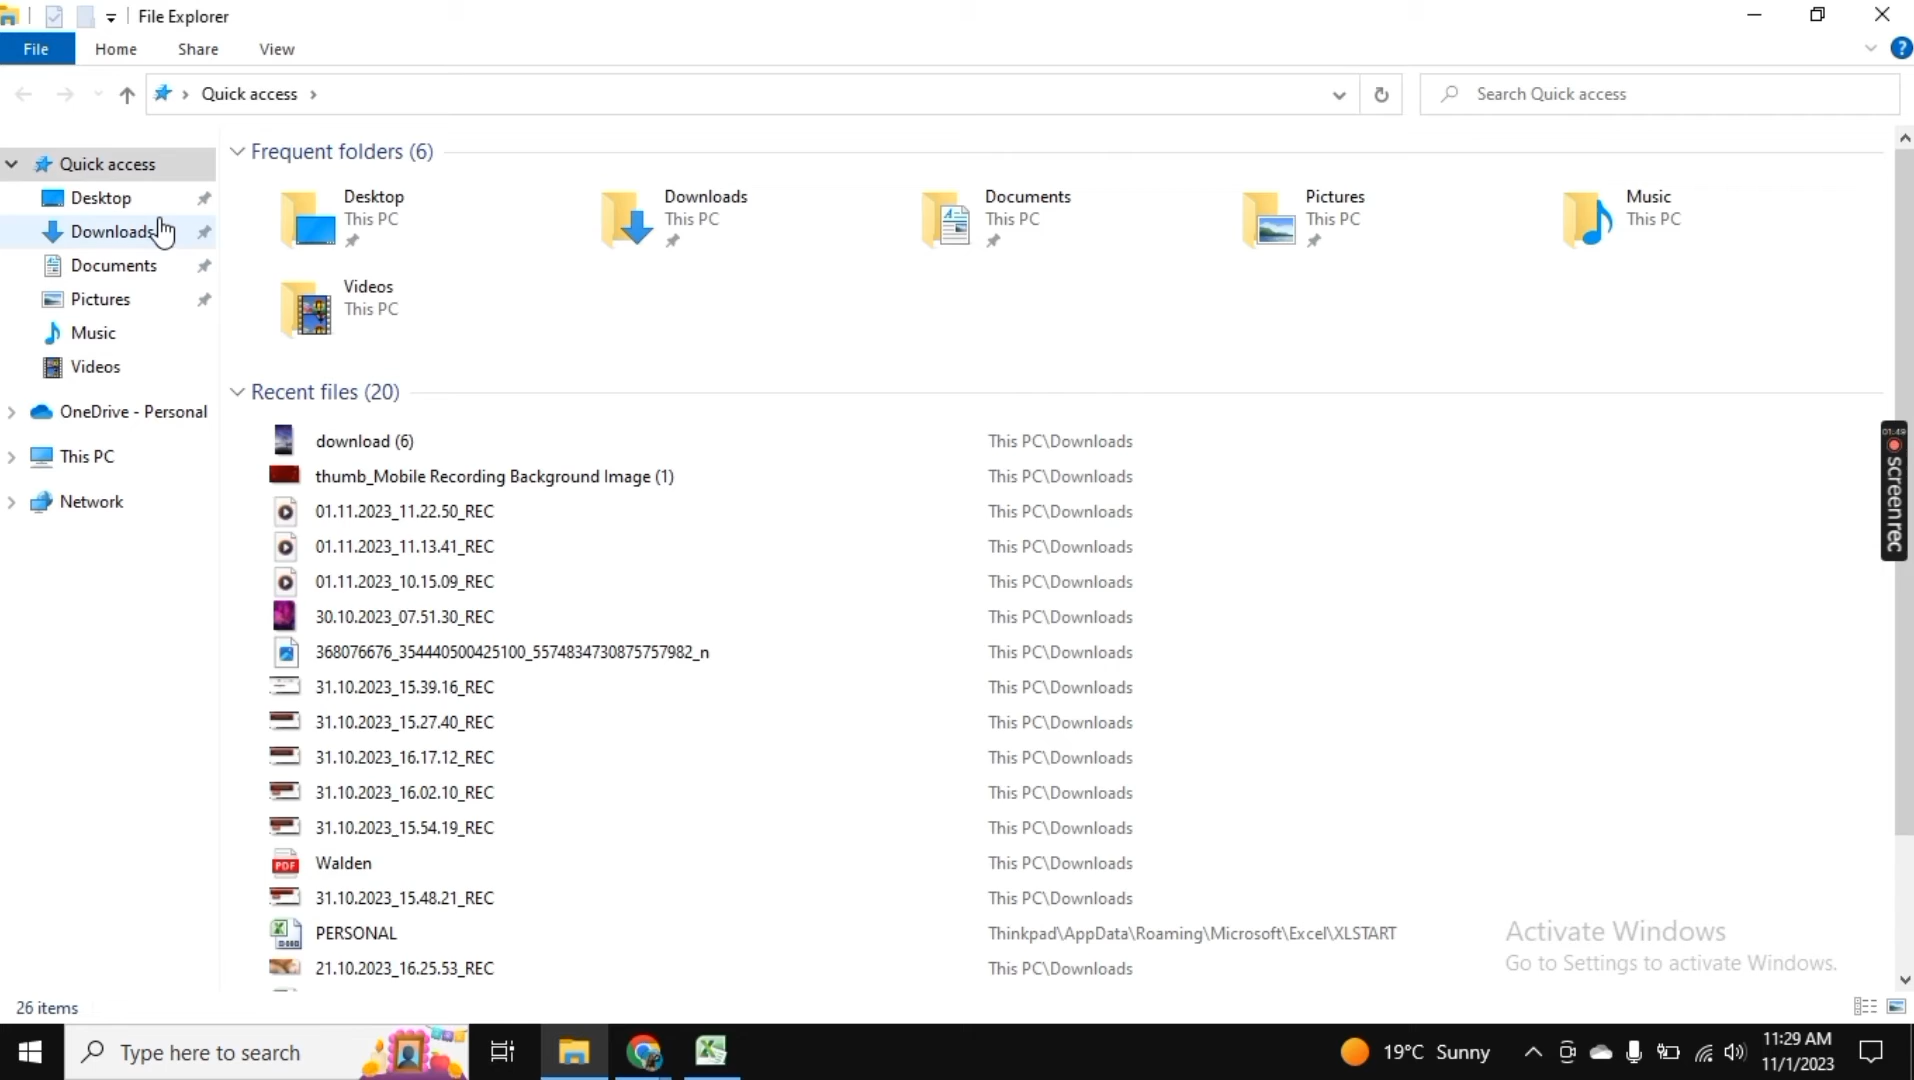 File Explorer
File Home Share View
Quick access
Search Quick access
Quick access
Desktop
Downloads
Documents
Pictures
Music
Videos
OneDrive - Personal
This PC
Network
Frequent folders (6)
Desktop
This PC
Downloads
This PC
Documents
This PC
Pictures
This PC
Music
This PC
Videos
This PC
Recent files (20)
download (6) This PC\Downloads
thumb_Mobile Recording Background Image (1) This PC\Downloads
01.11.2023_11.22.50_REC This PC\Downloads
01.11.2023_11.13.41_REC This PC\Downloads
01.11.2023_10.15.09_REC This PC\Downloads
30.10.2023_07.51.30_REC This PC\Downloads
368076676_354440500425100_5574834730875757982_n This PC\Downloads
31.10.2023_15.39.16_REC This PC\Downloads
31.10.2023_15.27.40_REC This PC\Downloads
31.10.2023_16.17.12_REC This PC\Downloads
31.10.2023_16.02.10_REC This PC\Downloads
31.10.2023_15.54.19_REC This PC\Downloads
Walden This PC\Downloads
31.10.2023_15.48.21_REC This PC\Downloads
PERSONAL Thinkpad\AppData\Roaming\Microsoft\Excel\XLSTART
21.10.2023_16.25.53_REC This PC\Downloads
01:49
screenrec
Activate Windows
Go to Settings to activate Windows.
26 items
Type here to search
19°C Sunny
11:29 AM
11/1/2023